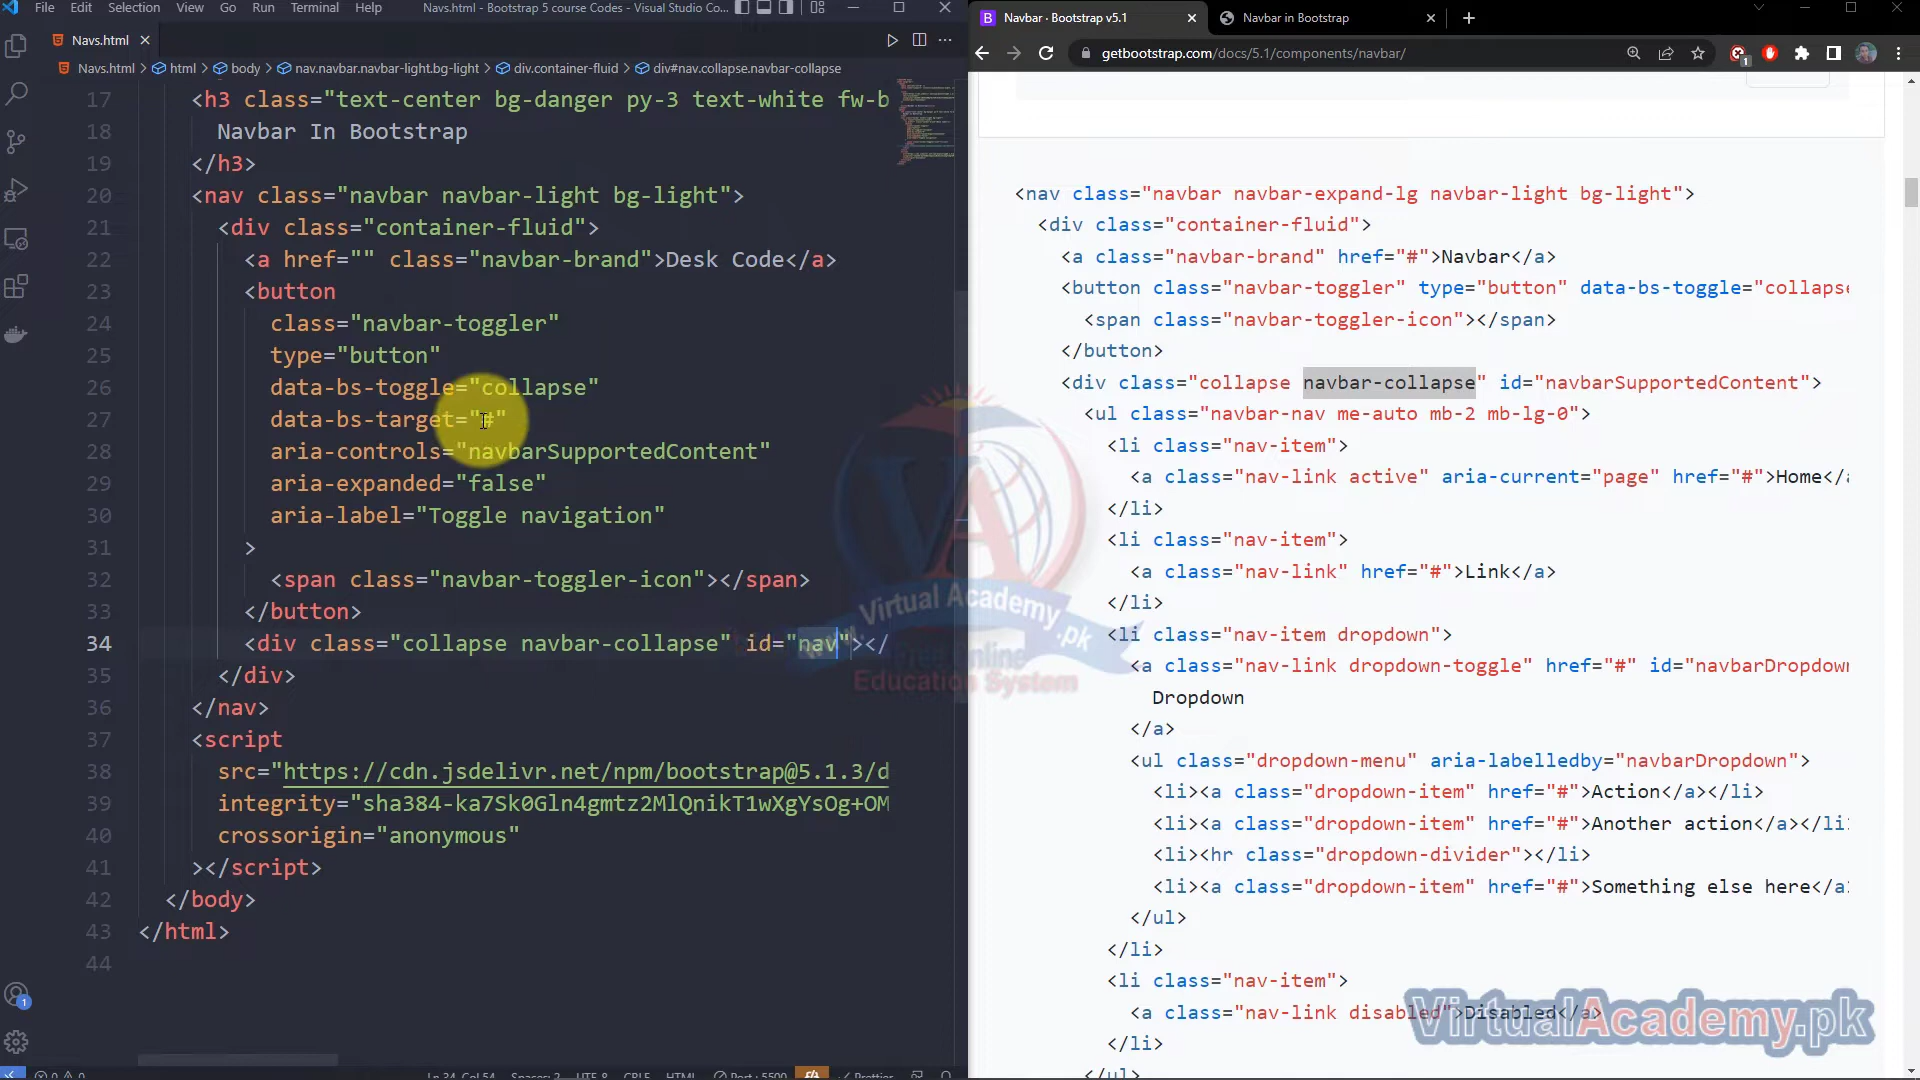 File Edit Selection View Go Run Terminal Help Navs.html - Bootstrap 5 course Codes - Visual Studio Co...
Navs.html
Navs.html > html > body > nav.navbar.navbar-light.bg-light > div.container-fluid > div#nav.collapse.navbar-collapse
17 <h3 class="text-center bg-danger py-3 text-white fw-b
18 Navbar In Bootstrap
19 </h3>
20 <nav class="navbar navbar-light bg-light">
21 <div class="container-fluid">
22 <a href="" class="navbar-brand">Desk Code</a>
23 <button
24 class="navbar-toggler"
25 type="button"
26 data-bs-toggle="collapse"
27 data-bs-target="#"
28 aria-controls="navbarSupportedContent"
29 aria-expanded="false"
30 aria-label="Toggle navigation"
31 >
32 <span class="navbar-toggler-icon"></span>
33 </button>
34 <div class="collapse navbar-collapse" id="nav"></
35 </div>
36 </nav>
37 <script
38 src="https://cdn.jsdelivr.net/npm/bootstrap@5.1.3/d
39 integrity="sha384-ka7Sk0Gln4gmtz2MlQnikT1wXgYsOg+OM
40 crossorigin="anonymous"
41 ></script>
42 </body>
43 </html>
44
Navbar · Bootstrap v5.1
Navbar in Bootstrap
getbootstrap.com/docs/5.1/components/navbar/
<nav class="navbar navbar-expand-lg navbar-light bg-light">
<div class="container-fluid">
<a class="navbar-brand" href="#">Navbar</a>
<button class="navbar-toggler" type="button" data-bs-toggle="collapse
<span class="navbar-toggler-icon"></span>
</button>
<div class="collapse navbar-collapse" id="navbarSupportedContent">
<ul class="navbar-nav me-auto mb-2 mb-lg-0">
<li class="nav-item">
<a class="nav-link active" aria-current="page" href="#">Home</a
</li>
<li class="nav-item">
<a class="nav-link" href="#">Link</a>
</li>
<li class="nav-item dropdown">
<a class="nav-link dropdown-toggle" href="#" id="navbarDropdown
Dropdown
</a>
<ul class="dropdown-menu" aria-labelledby="navbarDropdown">
<li><a class="dropdown-item" href="#">Action</a></li>
<li><a class="dropdown-item" href="#">Another action</a></li
<li><hr class="dropdown-divider"></li>
<li><a class="dropdown-item" href="#">Something else here</a
</ul>
</li>
<li class="nav-item">
<a class="nav-link disabled">Disabled</a>
</li>
</ul>
VA
Virtual Academy.pk
Free Online
Education System
VirtualAcademy.pk